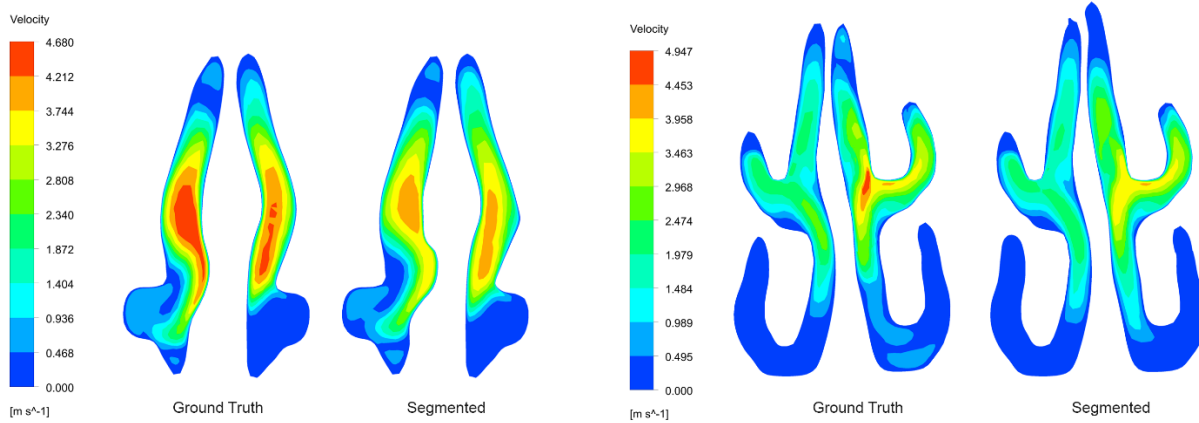 Velocity
4.680
4.212
3.744
3.276
2.808
2.340
1.872
1.404
0.936
0.468
0.000
[m s^-1]
Ground Truth
Segmented
Velocity
4.947
4.453
3.958
3.463
2.968
2.474
1.979
1.484
0.989
0.495
0.000
[m s^-1]
Ground Truth
Segmented